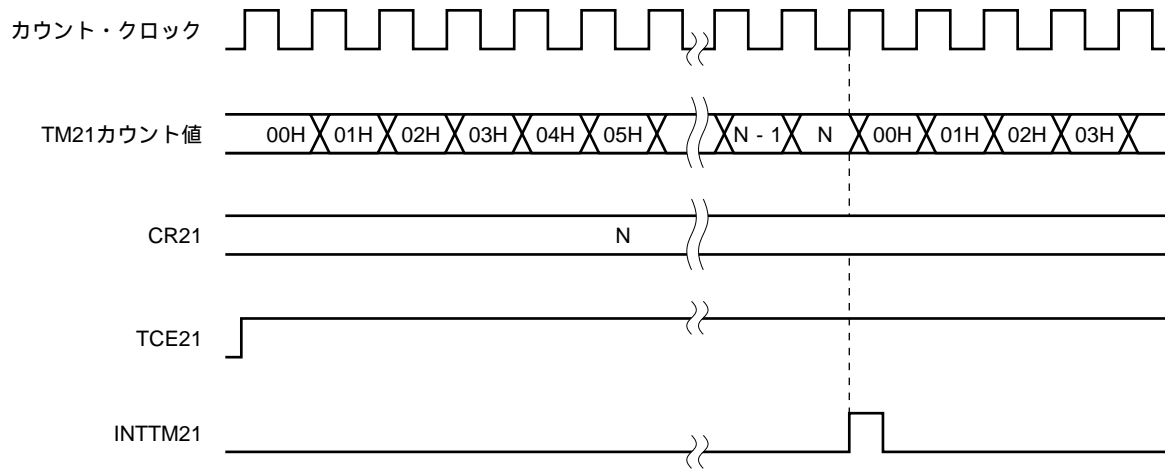 カウント・クロック
TM21カウント値 00H 01H 02H 03H 04H 05H N - 1 N 00H 01H 02H 03H
CR21 N
TCE21
INTTM21